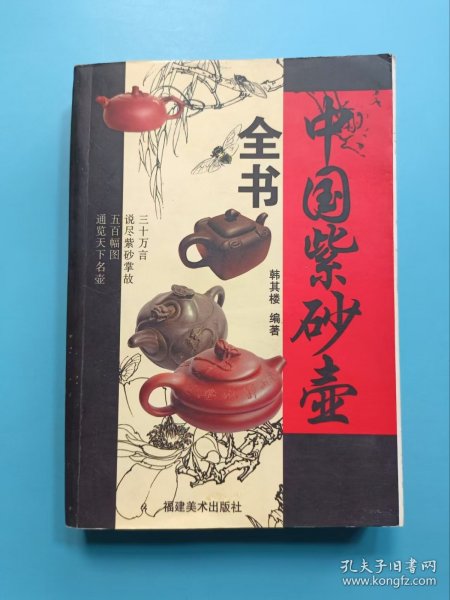 中国紫砂壶
全书
韩其楼 编著
三十万言
说尽紫砂掌故
五百幅图
通览天下名壶
福建美术出版社
孔夫子旧书网
www.kongfz.com